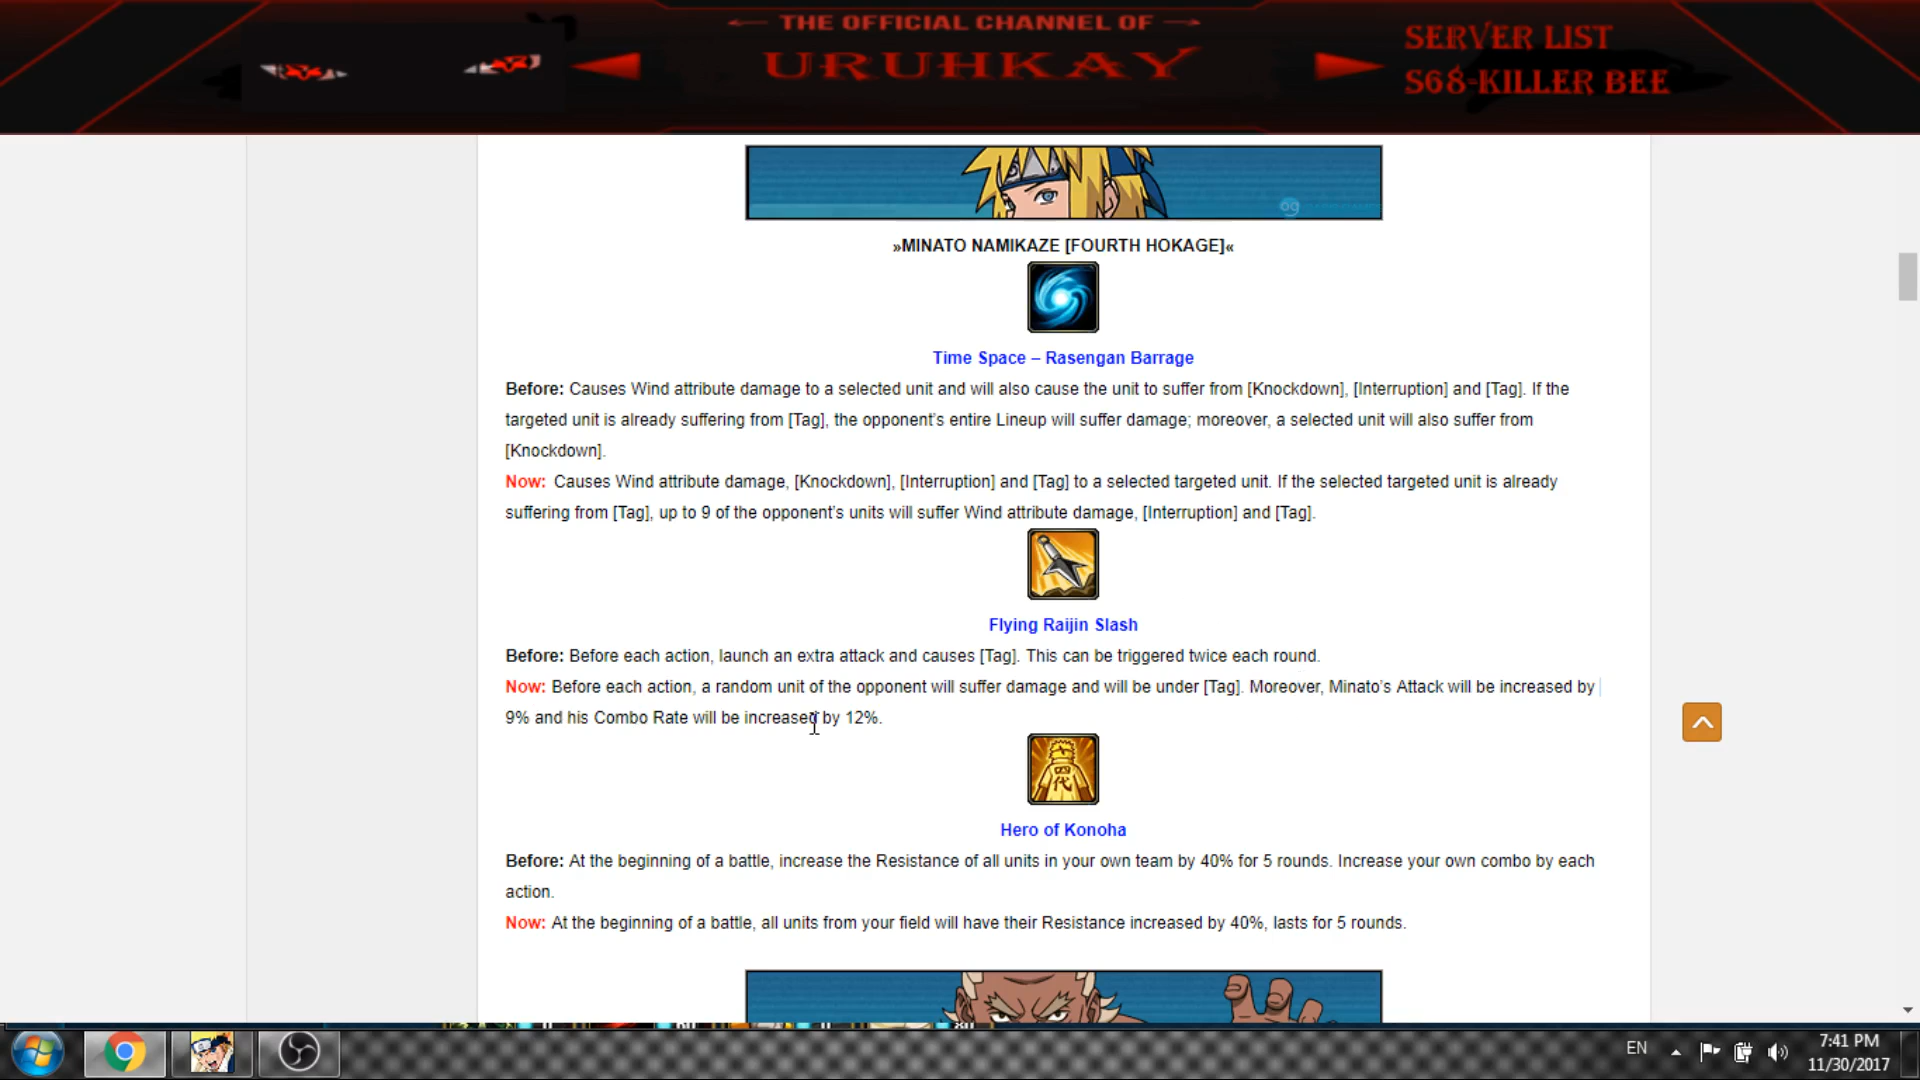 THE OFFICIAL CHANNEL OF
URUHKAY
SERVER LIST
S68-KILLER BEE
»MINATO NAMIKAZE [FOURTH HOKAGE]«
Time Space – Rasengan Barrage
Before: Causes Wind attribute damage to a selected unit and will also cause the unit to suffer from [Knockdown], [Interruption] and [Tag]. If the
targeted unit is already suffering from [Tag], the opponent's entire Lineup will suffer damage; moreover, a selected unit will also suffer from
[Knockdown].
Now: Causes Wind attribute damage, [Knockdown], [Interruption] and [Tag] to a selected targeted unit. If the selected targeted unit is already
suffering from [Tag], up to 9 of the opponent's units will suffer Wind attribute damage, [Interruption] and [Tag].
Flying Raijin Slash
Before: Before each action, launch an extra attack and causes [Tag]. This can be triggered twice each round.
Now: Before each action, a random unit of the opponent will suffer damage and will be under [Tag]. Moreover, Minato's Attack will be increased by
9% and his Combo Rate will be increased by 12%.
四代
Hero of Konoha
Before: At the beginning of a battle, increase the Resistance of all units in your own team by 40% for 5 rounds. Increase your own combo by each
action.
Now: At the beginning of a battle, all units from your field will have their Resistance increased by 40%, lasts for 5 rounds.
EN
7:41 PM
11/30/2017